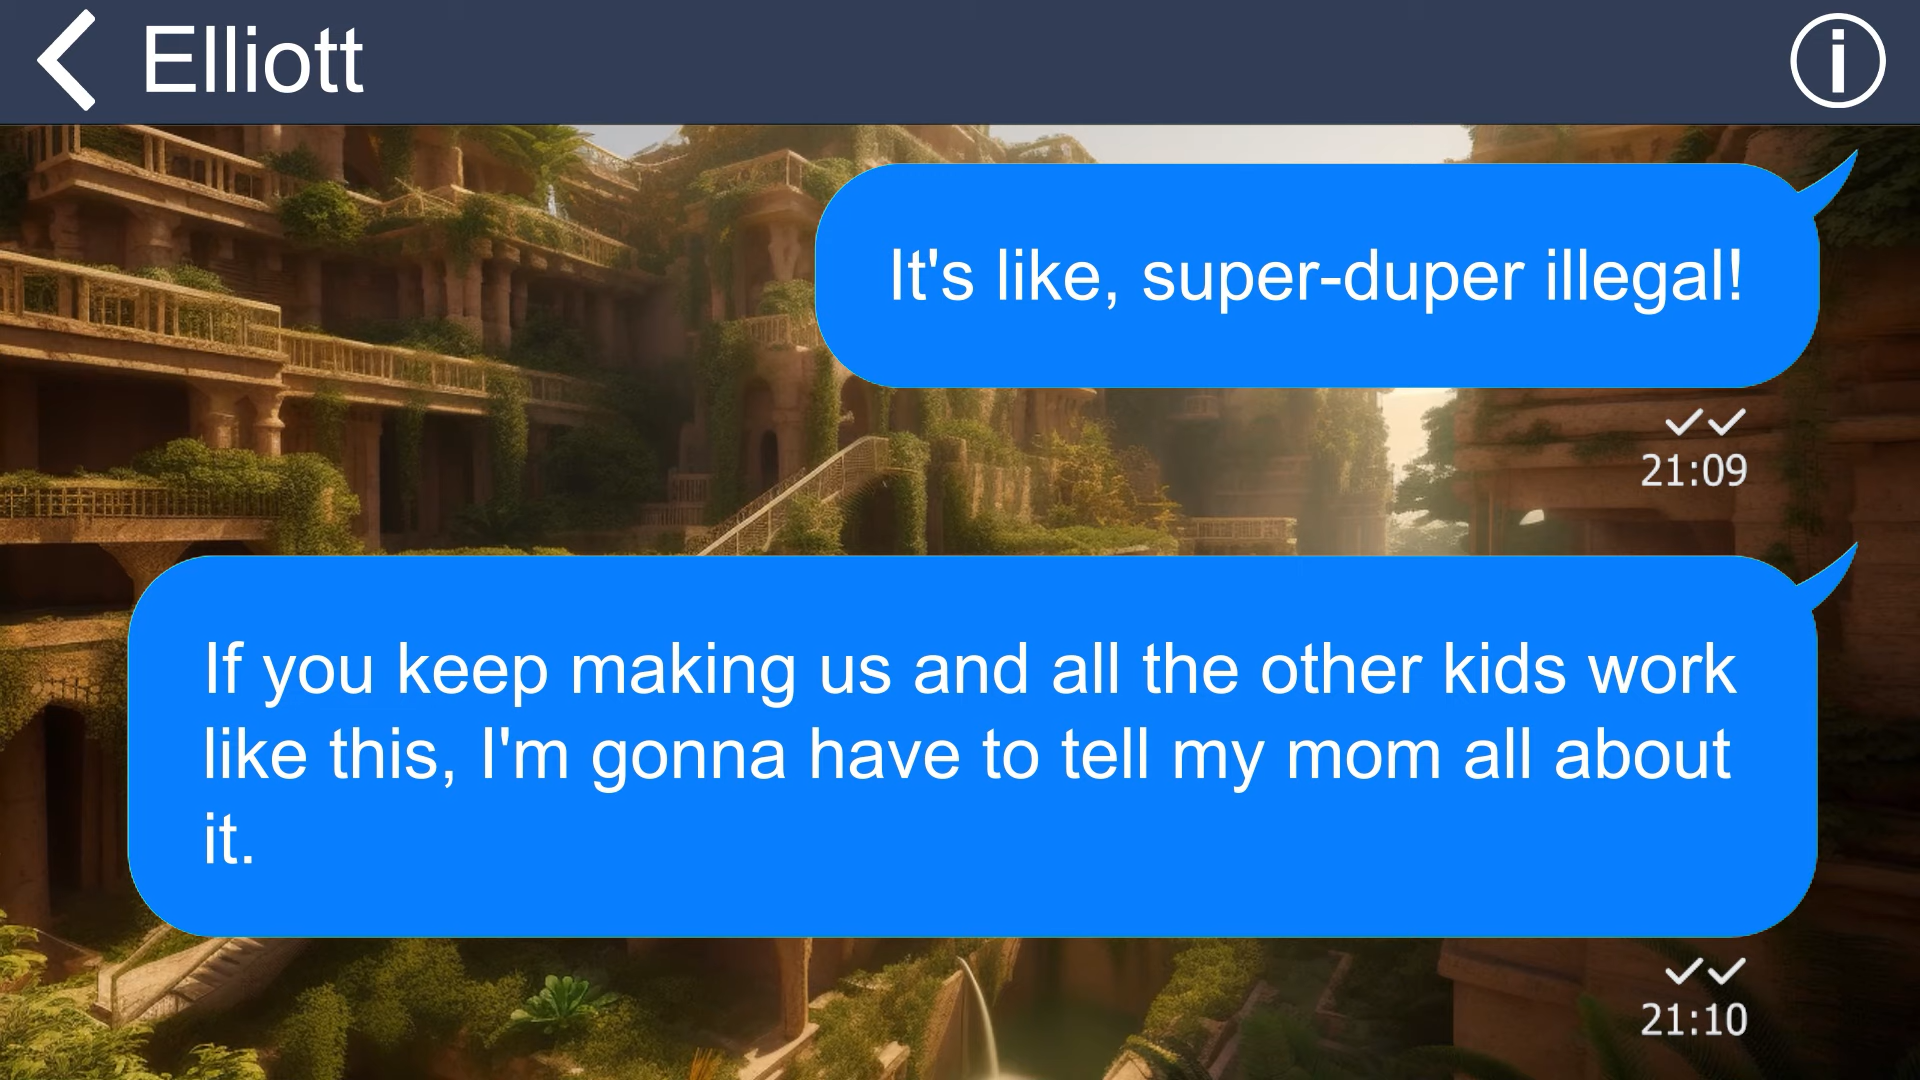 Elliott
It's like, super-duper illegal!
21:09
If you keep making us and all the other kids work
like this, I'm gonna have to tell my mom all about
it.
21:10